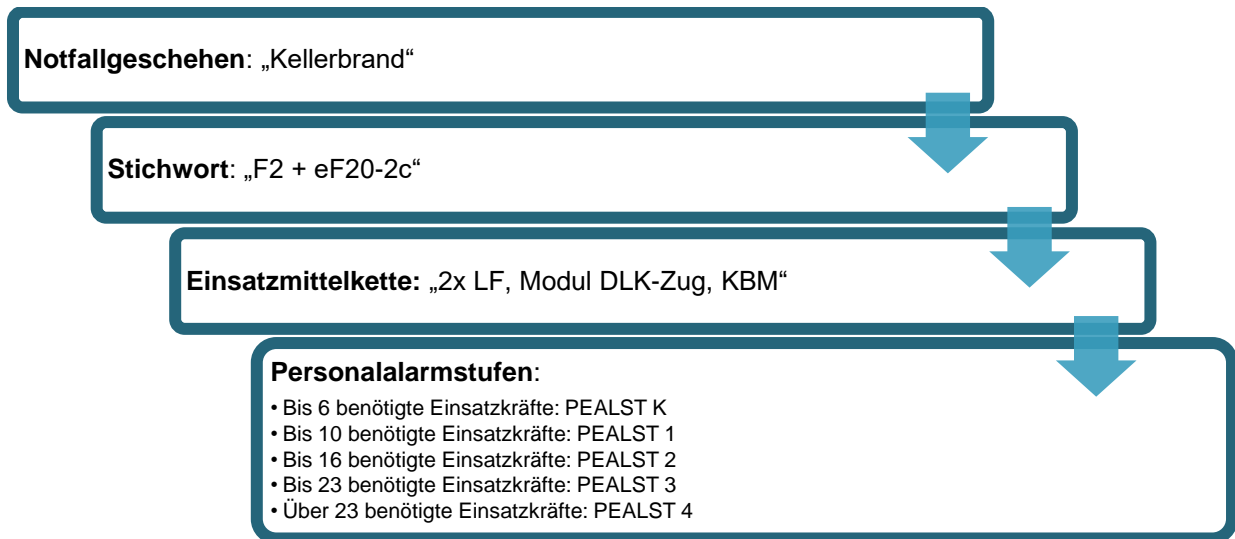 Notfallgeschehen: „Kellerbrand“
Stichwort: „F2 + eF20-2c“
Einsatzmittelkette: „2x LF, Modul DLK-Zug, KBM“
Personalalarmstufen:
• Bis 6 benötigte Einsatzkräfte: PEALST K
• Bis 10 benötigte Einsatzkräfte: PEALST 1
• Bis 16 benötigte Einsatzkräfte: PEALST 2
• Bis 23 benötigte Einsatzkräfte: PEALST 3
• Über 23 benötigte Einsatzkräfte: PEALST 4